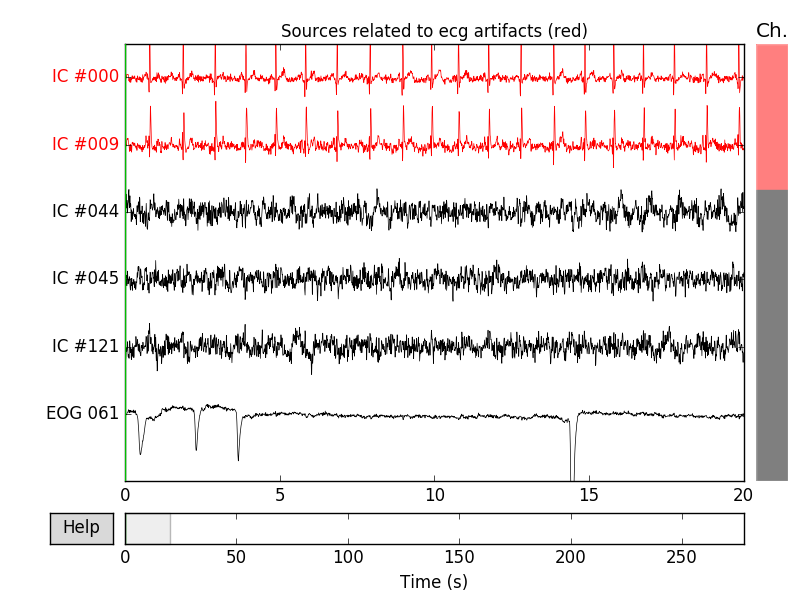 Sources related to ecg artifacts (red)
Ch.
IC #000
IC #009
IC #044
IC #045
IC #121
EOG 061
0 5 10 15 20
Help
0 50 100 150 200 250
Time (s)